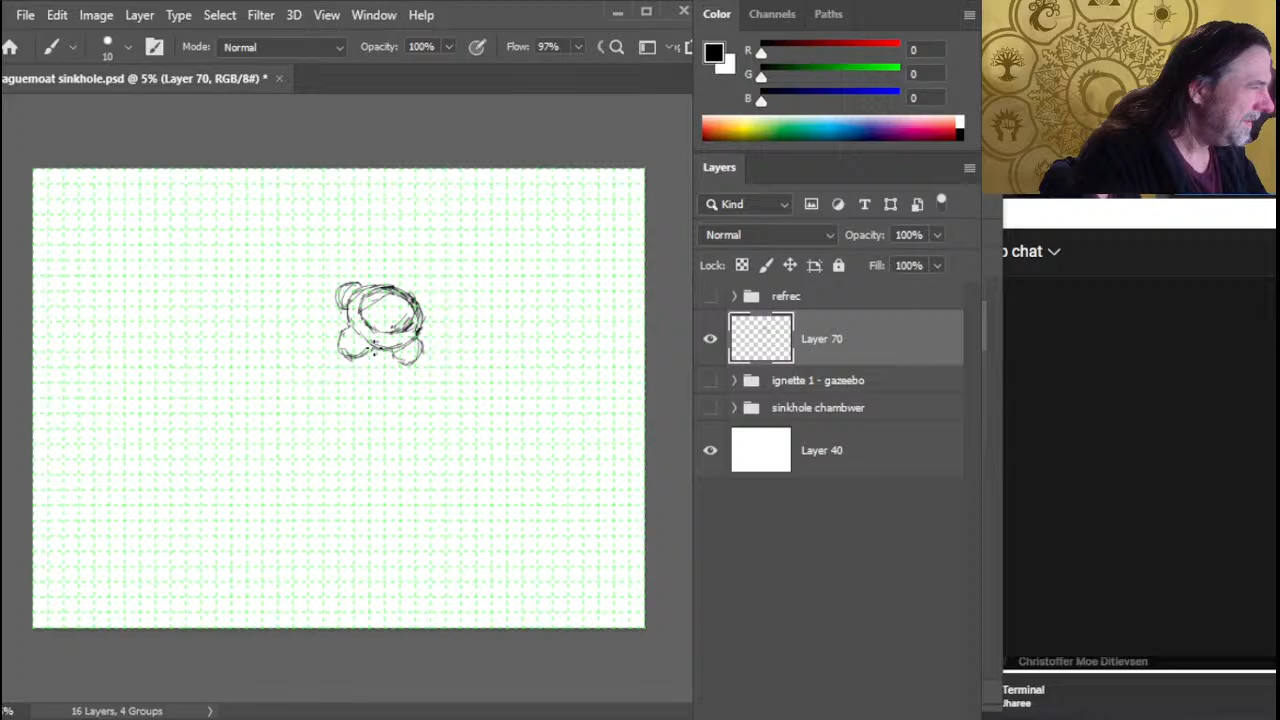 File Edit Image Layer Type Select Filter 3D View Window Help
10 Mode: Normal Opacity: 100% Flow: 97%
aguemoat sinkhole.psd @ 5% (Layer 70, RGB/8#) *
Color Channels Paths
R 0
G 0
B 0
Layers
Kind
Normal Opacity: 100%
Lock: Fill: 100%
refrec
Layer 70
ignette 1 - gazeebo
sinkhole chambwer
Layer 40
% 16 Layers, 4 Groups
chat
Christoffer Moe Ditlevsen
Terminal
Jharee